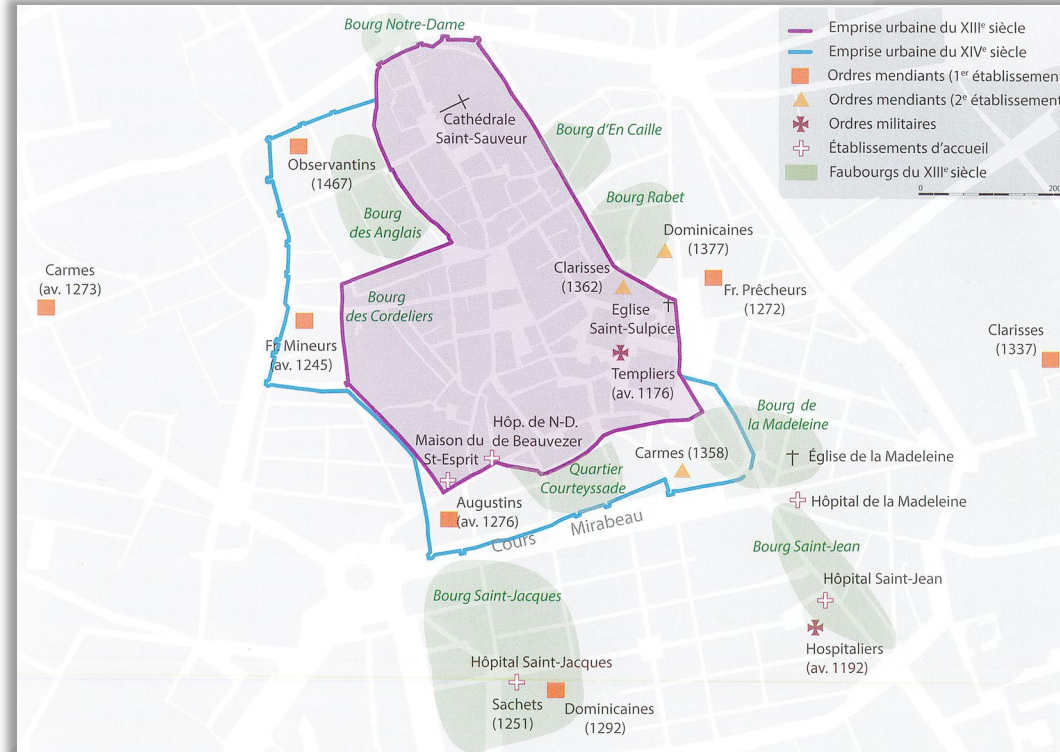 Bourg Notre-Dame
Emprise urbaine du XIIIe siècle
Emprise urbaine du XIVe siècle
Ordres mendiants (1er établissement
Ordres mendiants (2e établissement
Ordres militaires
Établissements d'accueil
Faubourgs du XIIIe siècle
0
200
Cathédrale
Saint-Sauveur
Bourg d'En Caille
Observantins
(1467)
Bourg
des Anglais
Bourg Rabet
Dominicaines
(1377)
Carmes
(av. 1273)
Clarisses
(1362)
Fr. Prêcheurs
(1272)
Bourg
des Cordeliers
Eglise
Saint-Sulpice
Fr. Mineurs
(av. 1245)
Clarisses
(1337)
Templiers
(av. 1176)
Bourg de
la Madeleine
Hôp. de N-D.
de Beauvezer
Maison du
St-Esprit
Carmes (1358)
Église de la Madeleine
Quartier
Courteyssade
Augustins
(av. 1276)
Hôpital de la Madeleine
Cours Mirabeau
Bourg Saint-Jean
Hôpital Saint-Jean
Bourg Saint-Jacques
Hospitaliers
(av. 1192)
Hôpital Saint-Jacques
Sachets
(1251)
Dominicaines
(1292)